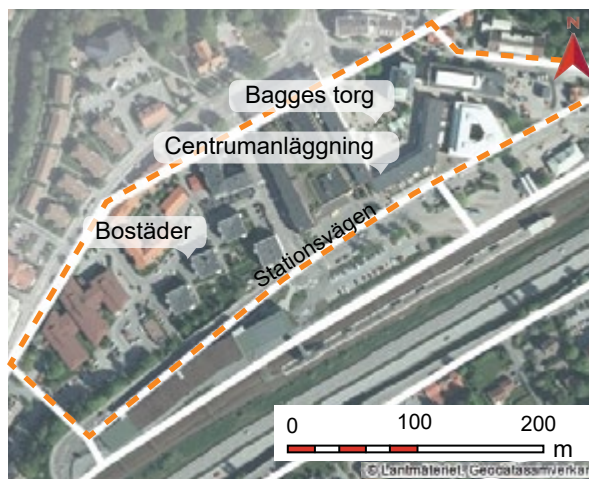 N
Bagges torg
Centrumanläggning
Bostäder
Stationsvägen
0 100 200
m
© Lantmäteriet, Geodatasamverkan